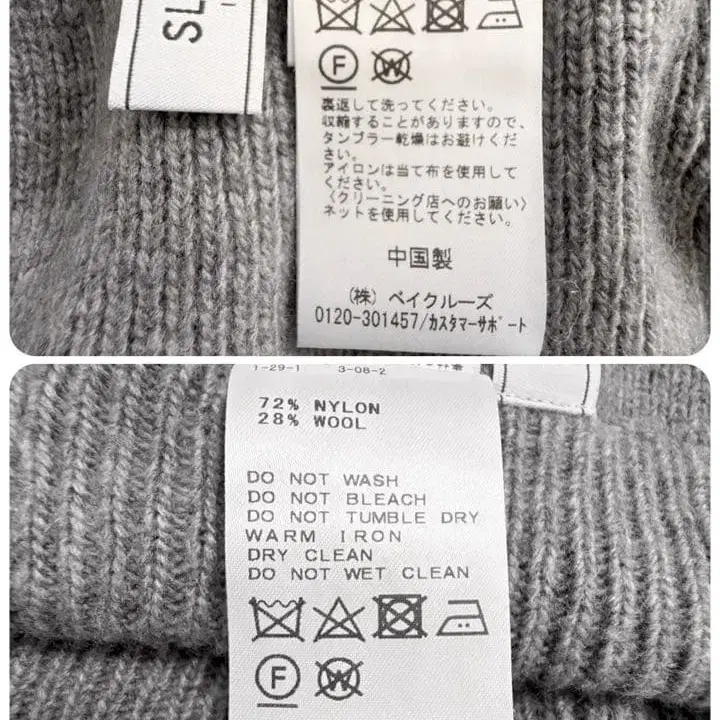 SL
F W
裏返して洗ってください。
収縮することがありますので、
タンブラー乾燥はお避けくだ
さい。
アイロンは当て布を使用して
ください。
〈クリーニング店へのお願い〉
ネットを使用してください。
中国製
(株) ベイクルーズ
0120-301457/カスタマーサポート
1-29-1 3-08-2
72% NYLON
28% WOOL
DO NOT WASH
DO NOT BLEACH
DO NOT TUMBLE DRY
WARM IRON
DRY CLEAN
DO NOT WET CLEAN
F W